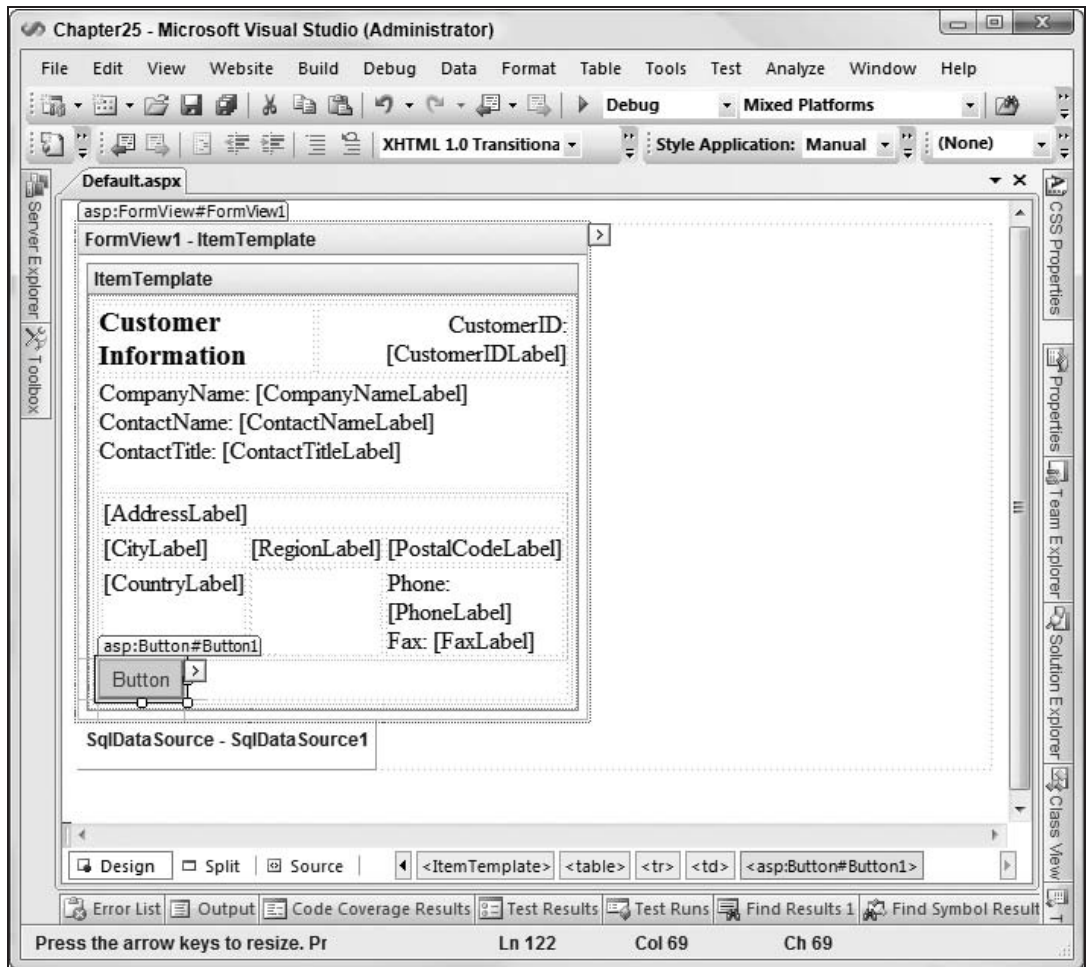 Chapter25 - Microsoft Visual Studio (Administrator)
File Edit View Website Build Debug Data Format Table Tools Test Analyze Window Help
Debug Mixed Platforms
XHTML 1.0 Transitiona Style Application: Manual (None)
Server Explorer
Toolbox
Default.aspx
asp:FormView#FormView1
FormView1 - ItemTemplate
ItemTemplate
Customer
Information
CustomerID:
[CustomerIDLabel]
CompanyName: [CompanyNameLabel]
ContactName: [ContactNameLabel]
ContactTitle: [ContactTitleLabel]
[AddressLabel]
[CityLabel] [RegionLabel] [PostalCodeLabel]
[CountryLabel]
Phone:
[PhoneLabel]
Fax: [FaxLabel]
asp:Button#Button1
Button
SqlDataSource - SqlDataSource1
CSS Properties
Properties
Team Explorer
Solution Explorer
Class View
T
Design Split Source <ItemTemplate> <table> <tr> <td> <asp:Button#Button1>
Error List Output Code Coverage Results Test Results Test Runs Find Results 1 Find Symbol Result
Press the arrow keys to resize. Pr Ln 122 Col 69 Ch 69